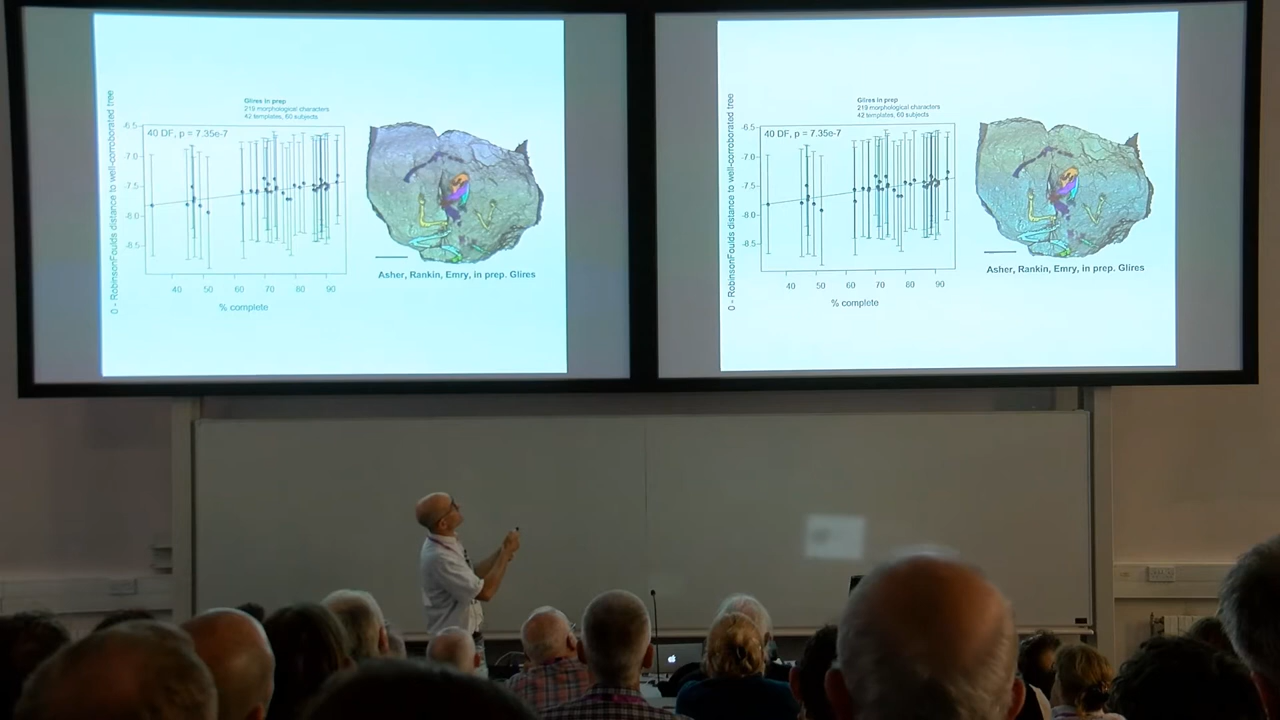 Glires in prep
219 morphological characters
42 templates, 60 subjects
0 - RobinsonFoulds distance to well-corroborated tree
40 DF, p = 7.35e-7
-6.5
-7.0
-7.5
-8.0
-8.5
40 50 60 70 80 90
% complete
Asher, Rankin, Emry, in prep. Glires
Glires in prep
219 morphological characters
42 templates, 60 subjects
0 - RobinsonFoulds distance to well-corroborated tree
40 DF, p = 7.35e-7
-6.5
-7.0
-7.5
-8.0
-8.5
40 50 60 70 80 90
% complete
Asher, Rankin, Emry, in prep. Glires